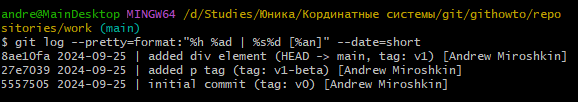 andre@MainDesktop MINGW64 /d/Studies/Юника/Кординатные системы/git/githowto/repo
sitories/work (main)
$ git log --pretty=format:"%h %ad | %s%d [%an]" --date=short
8ae10fa 2024-09-25 | added div element (HEAD -> main, tag: v1) [Andrew Miroshkin]
27e7039 2024-09-25 | added p tag (tag: v1-beta) [Andrew Miroshkin]
5557505 2024-09-25 | initial commit (tag: v0) [Andrew Miroshkin]